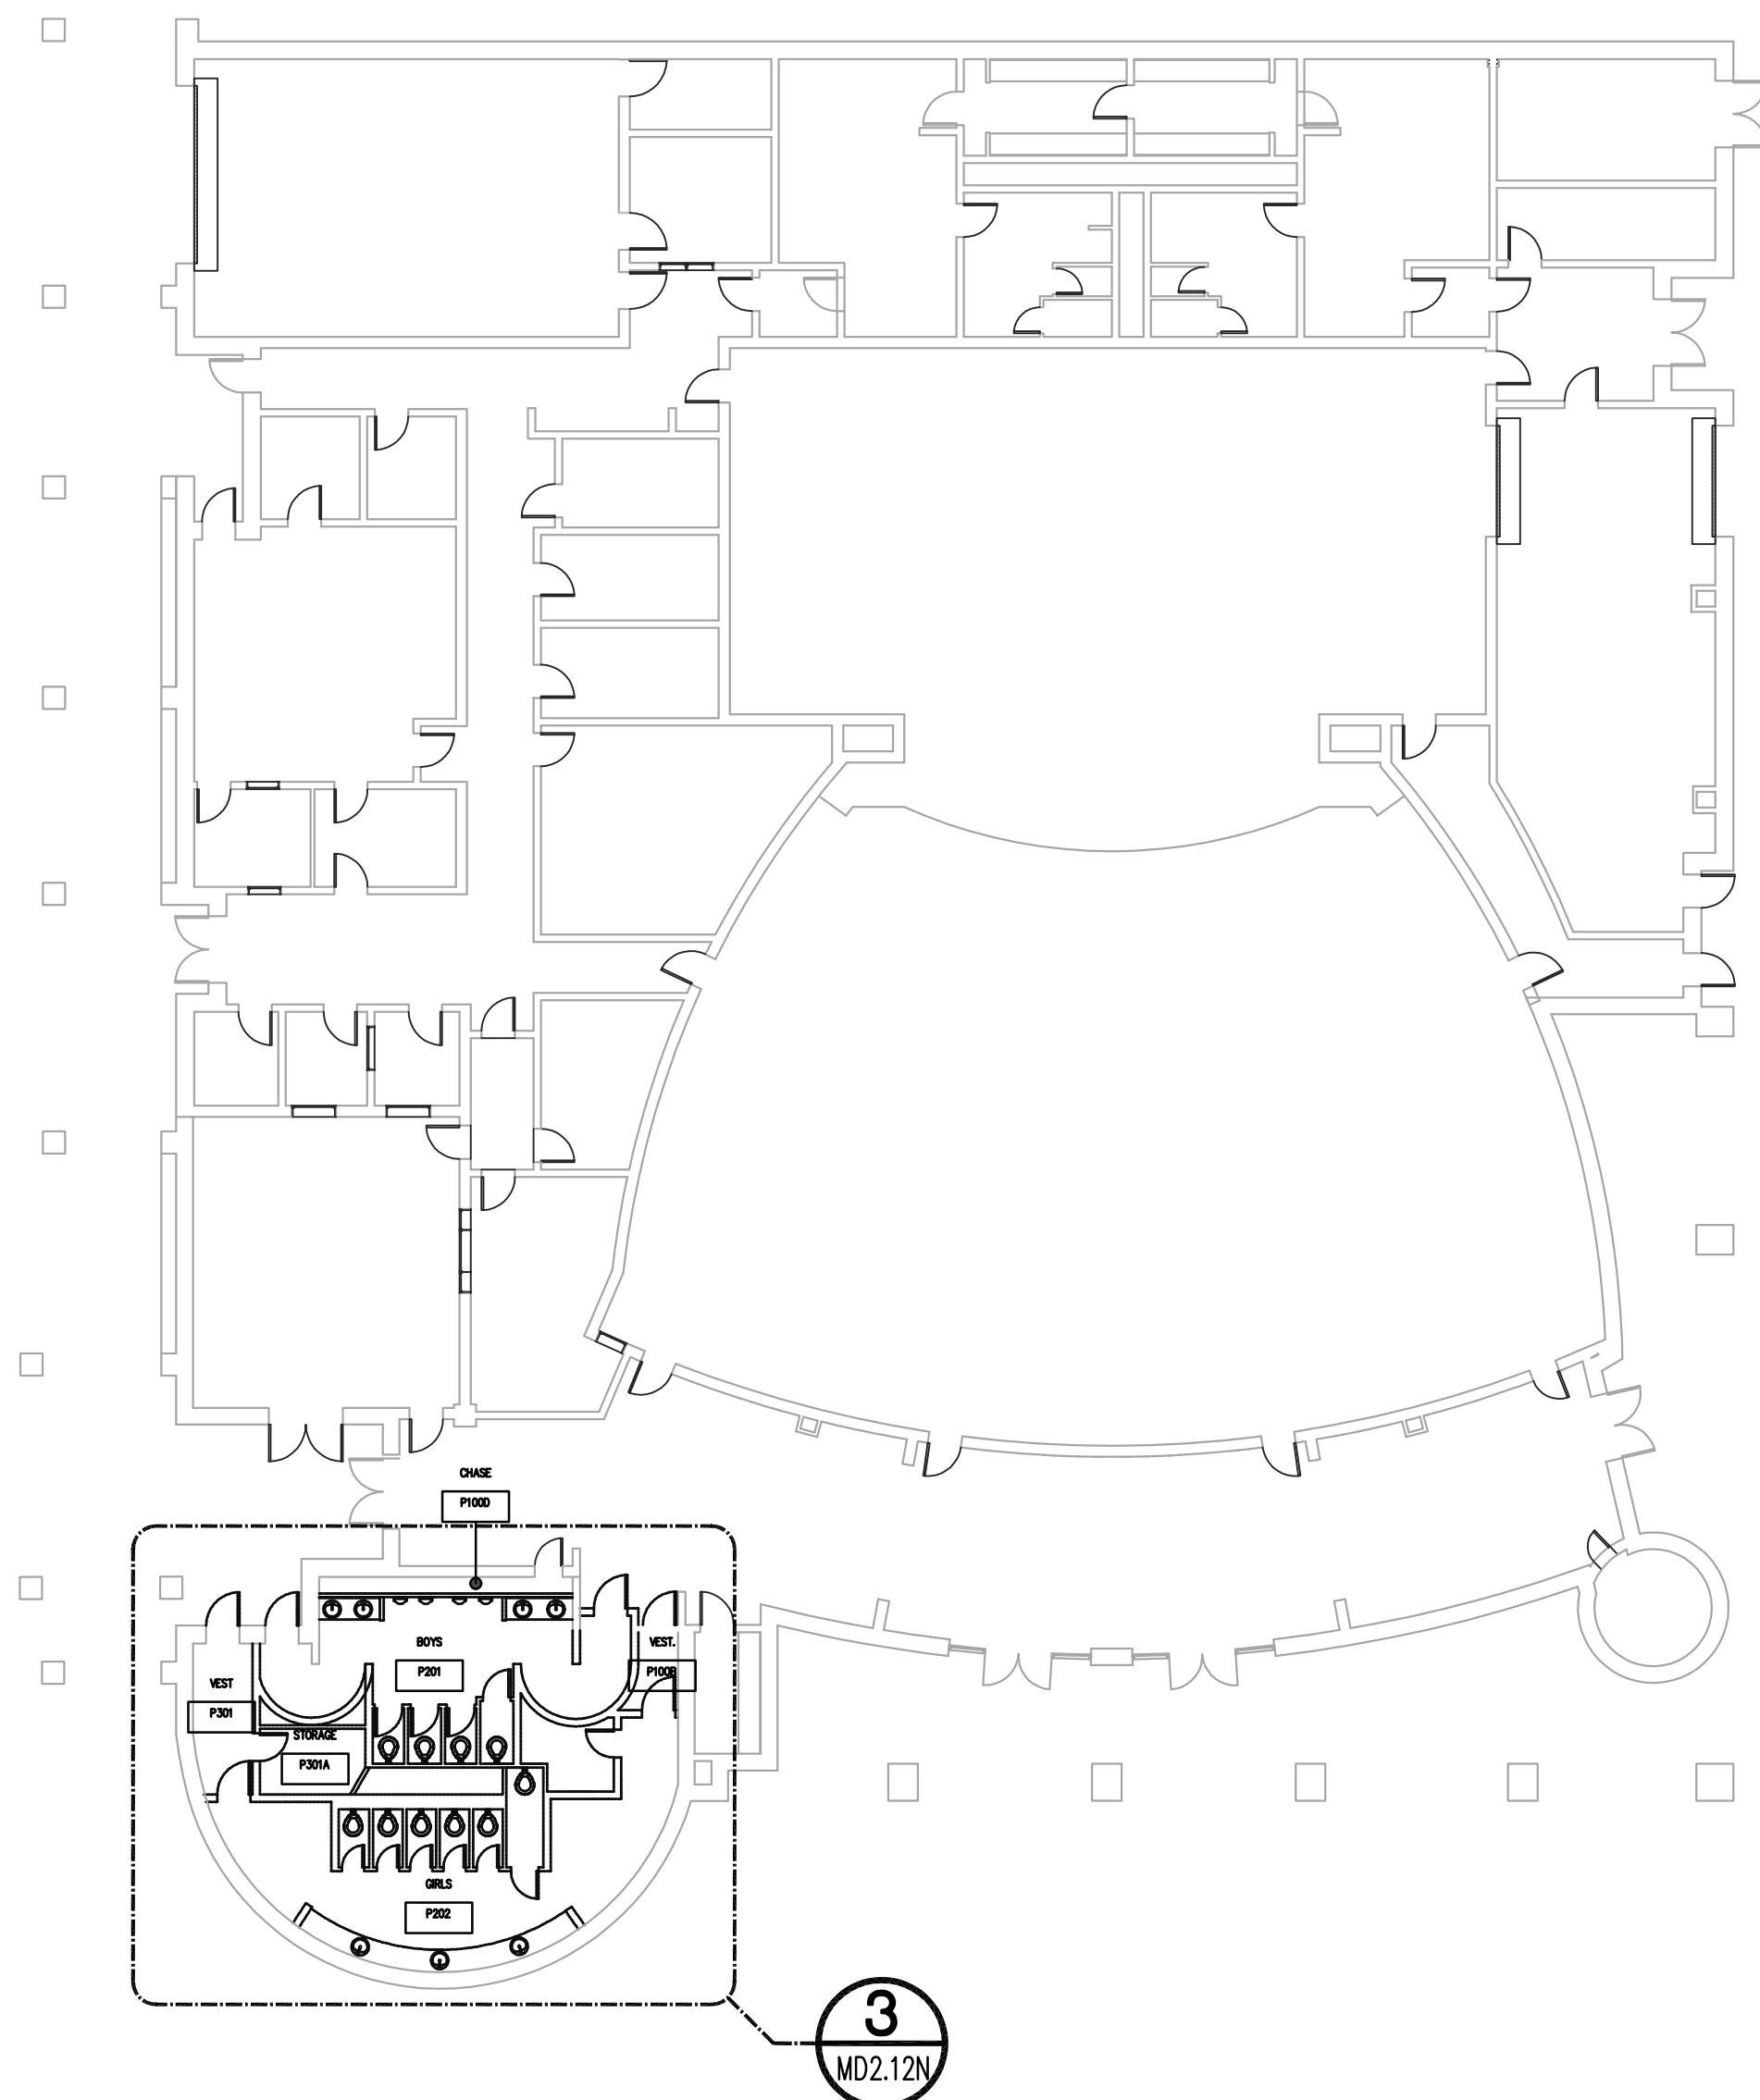 CHASE
P100D
BOYS
P201
VEST.
P100B
VEST
P301
STORAGE
P301A
GIRLS
P202
3
MD2.12N